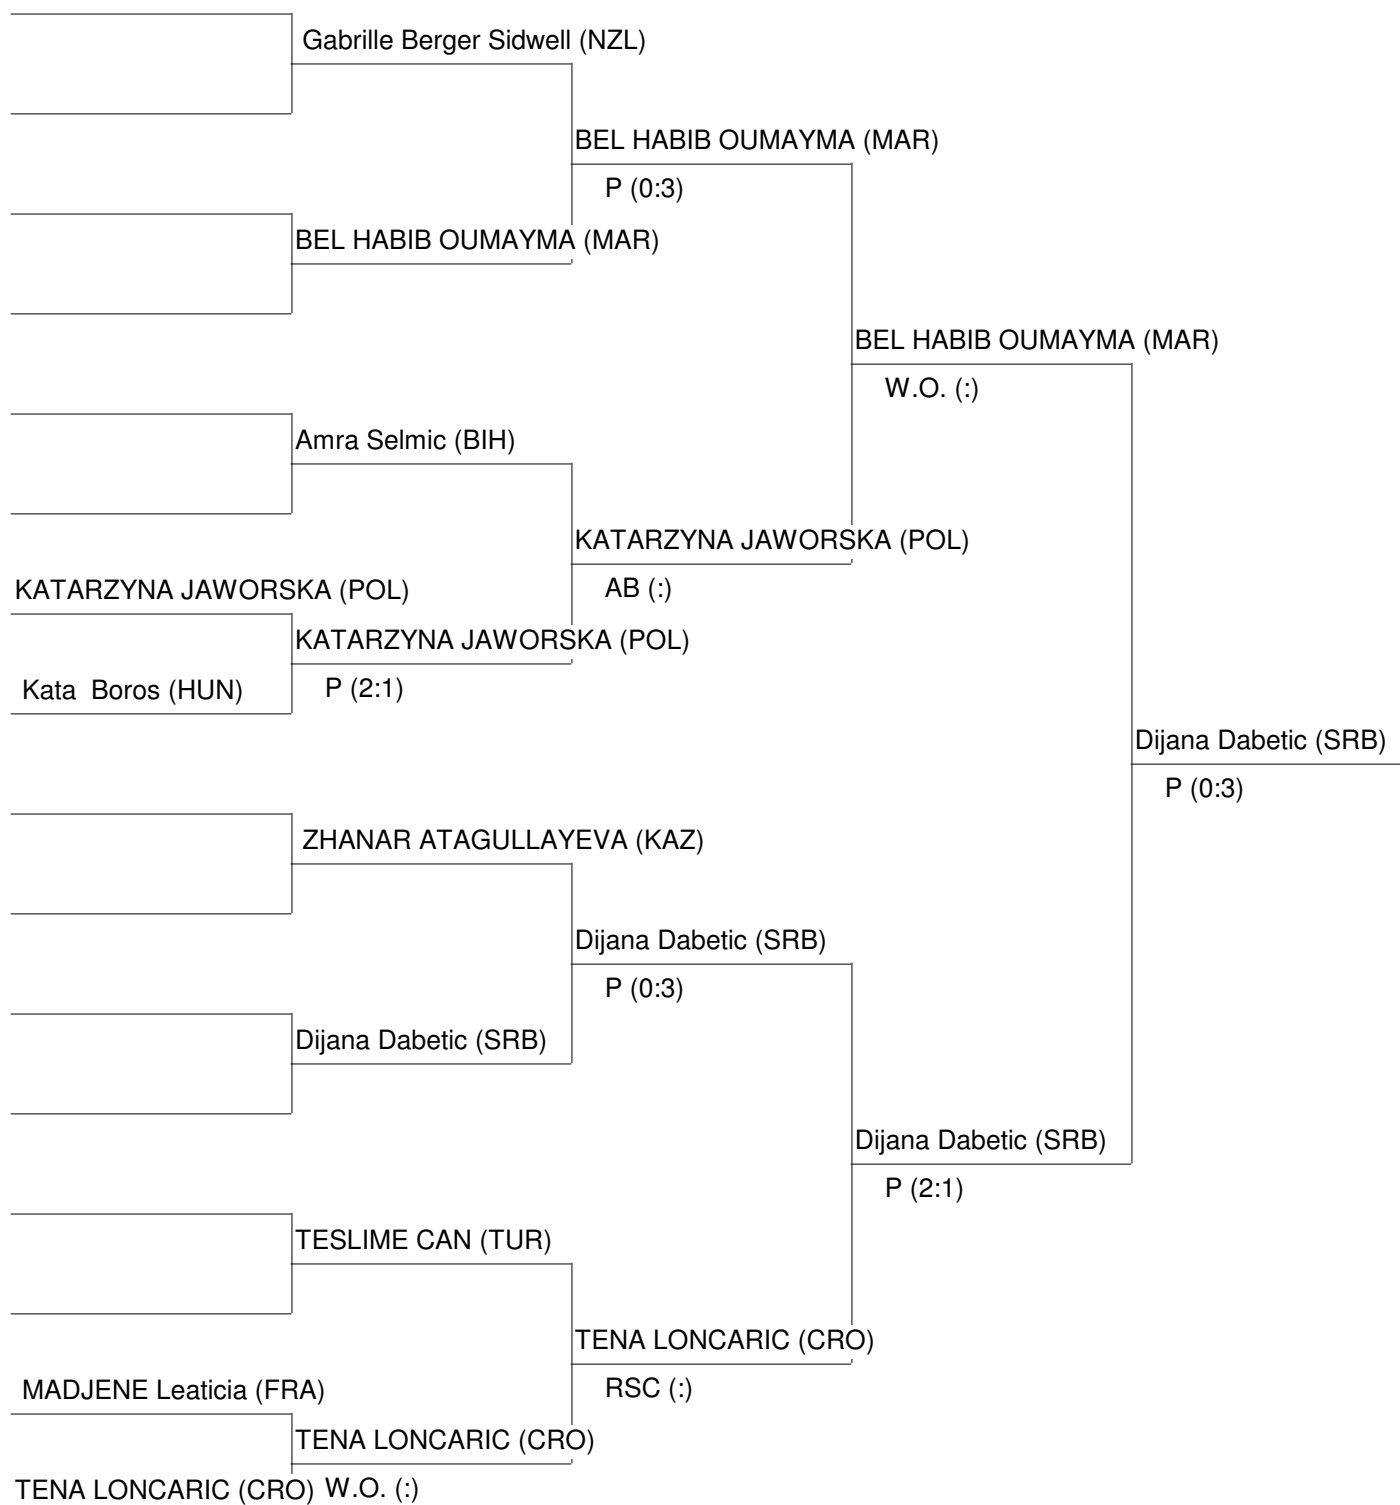 Gabrille Berger Sidwell (NZL)
BEL HABIB OUMAYMA (MAR)
P (0:3)
BEL HABIB OUMAYMA (MAR)
BEL HABIB OUMAYMA (MAR)
W.O. (:)
Amra Selmic (BIH)
KATARZYNA JAWORSKA (POL)
KATARZYNA JAWORSKA (POL)
AB (:)
KATARZYNA JAWORSKA (POL)
Kata  Boros (HUN)
P (2:1)
Dijana Dabetic (SRB)
P (0:3)
ZHANAR ATAGULLAYEVA (KAZ)
Dijana Dabetic (SRB)
P (0:3)
Dijana Dabetic (SRB)
Dijana Dabetic (SRB)
P (2:1)
TESLIME CAN (TUR)
TENA LONCARIC (CRO)
MADJENE Leaticia (FRA)
RSC (:)
TENA LONCARIC (CRO)
TENA LONCARIC (CRO)
W.O. (:)